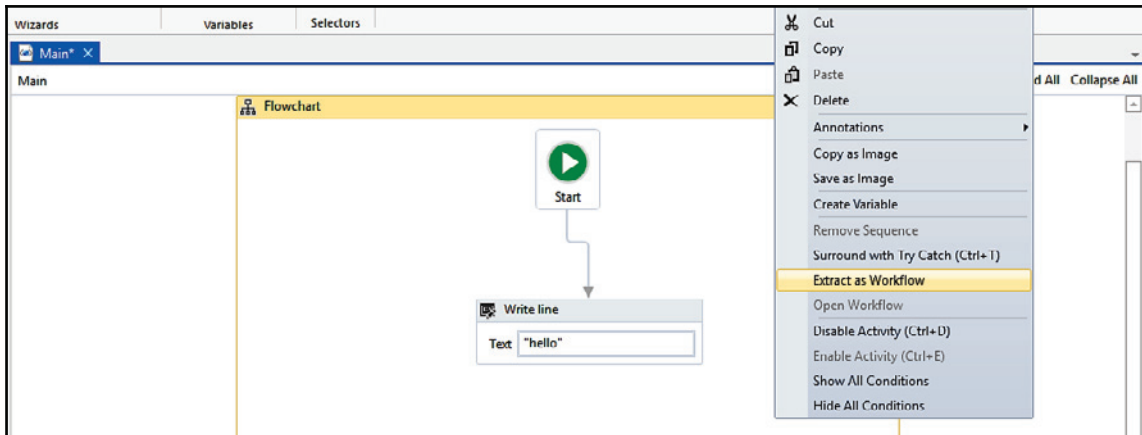 Wizards
Variables
Selectors
Main*
Main
d All Collapse All
Flowchart
Start
Write line
Text "hello"
Cut
Copy
Paste
Delete
Annotations
Copy as Image
Save as Image
Create Variable
Remove Sequence
Surround with Try Catch (Ctrl+T)
Extract as Workflow
Open Workflow
Disable Activity (Ctrl+D)
Enable Activity (Ctrl+E)
Show All Conditions
Hide All Conditions